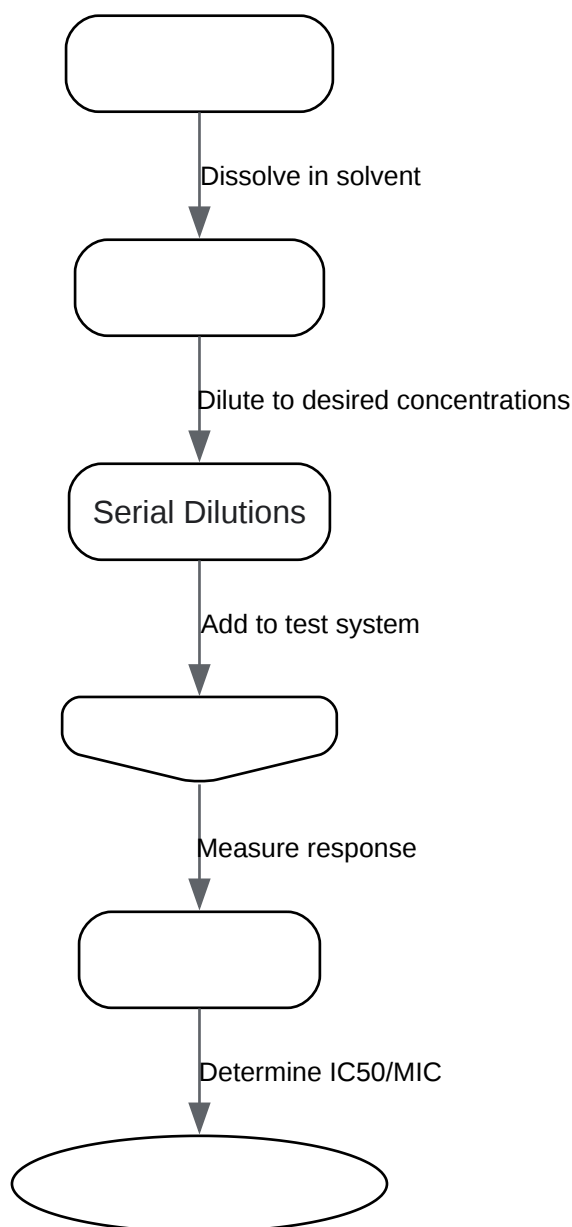 Dissolve in solvent
Dilute to desired concentrations
Serial Dilutions
Add to test system
Measure response
Determine IC50/MIC